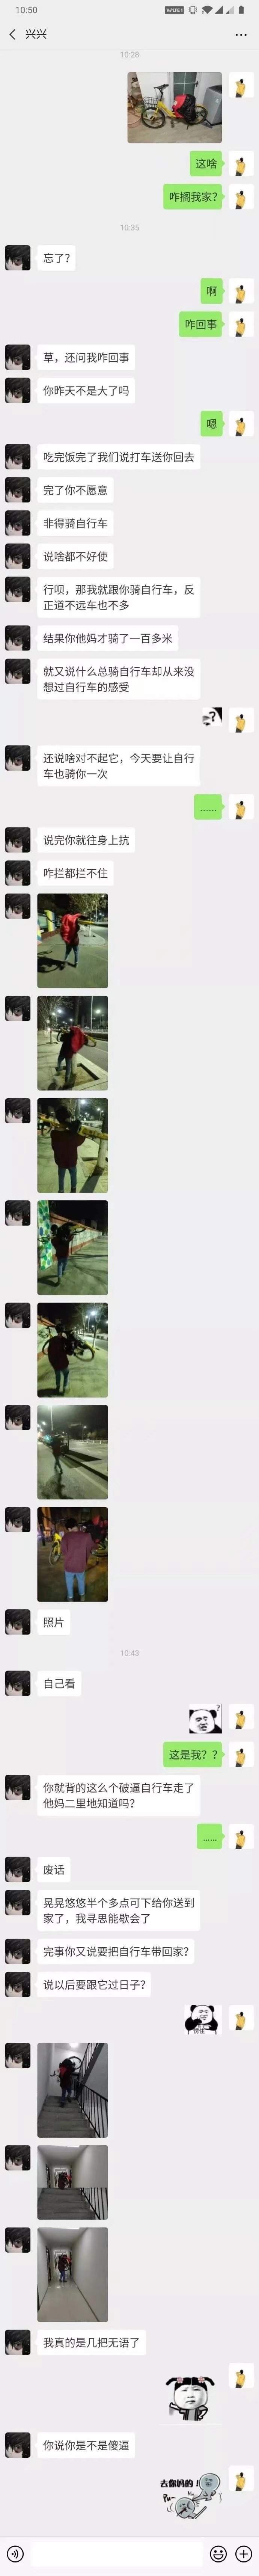 10:50
兴兴
10:28
这啥
咋搁我家？
10:35
忘了？
啊
咋回事
草，还问我咋回事
你昨天不是大了吗
嗯
吃完饭完了我们说打车送你回去
完了你不愿意
非得骑自行车
说啥都不好使
行呗，那我就跟你骑自行车，反
正道不远车也不多
结果你他妈才骑了一百多米
就又说什么总骑自行车却从来没
想过自行车的感受
?
还说啥对不起它，今天要让自行
车也骑你一次
……
说完你就往身上抗
咋拦都拦不住
照片
10:43
自己看
?
这是我？？
你就背的这么个破逼自行车走了
他妈二里地知道吗？
……
废话
晃晃悠悠半个多点可下给你送到
家了，我寻思能歇会了
完事你又说要把自行车带回家？
说以后要跟它过日子？
我真的是几把无语了
你说你是不是傻逼
去你妈的！
Pu~